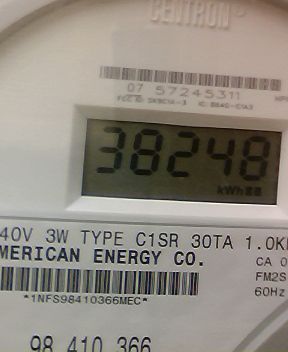 CENTRON®
07 57245311
38248
kWh
40V 3W TYPE C1SR 30TA 1.0K
MERICAN ENERGY CO.
CA 0
FM2S
60Hz
*1NFS98410366MEC*
98 410 366